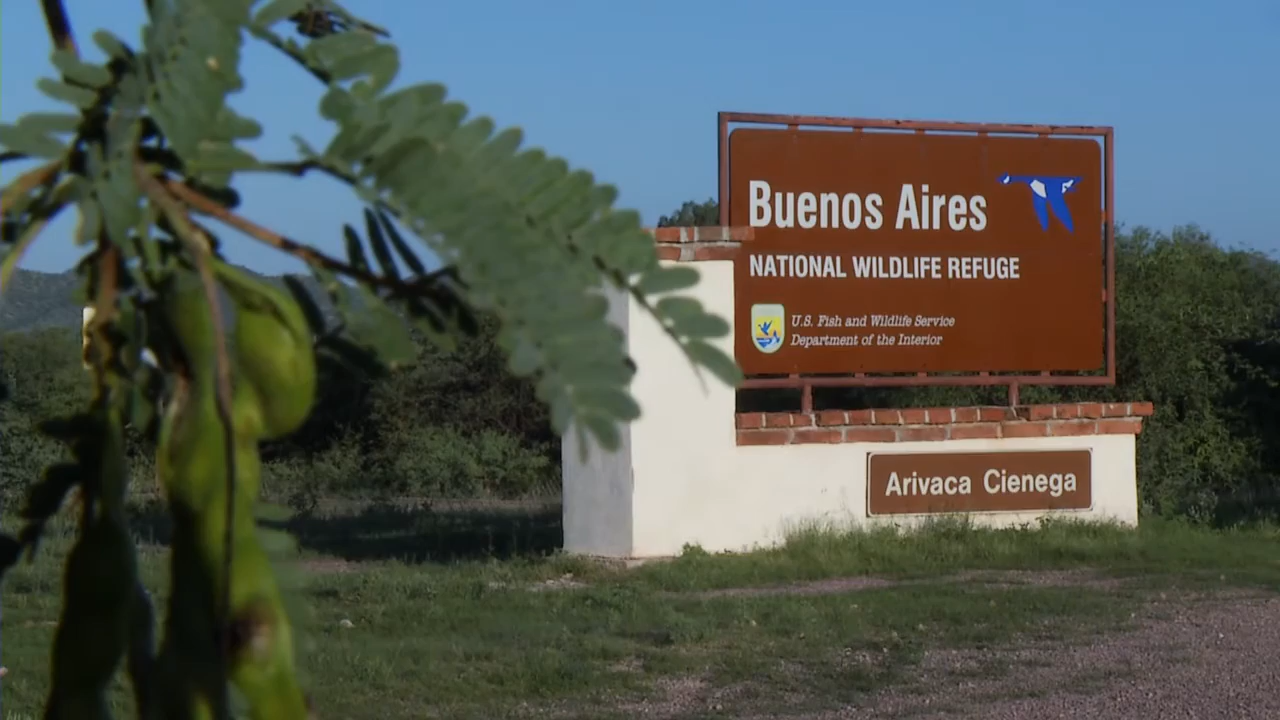 Buenos Aires
NATIONAL WILDLIFE REFUGE
U.S. Fish and Wildlife Service
Department of the Interior
Arivaca Cienega